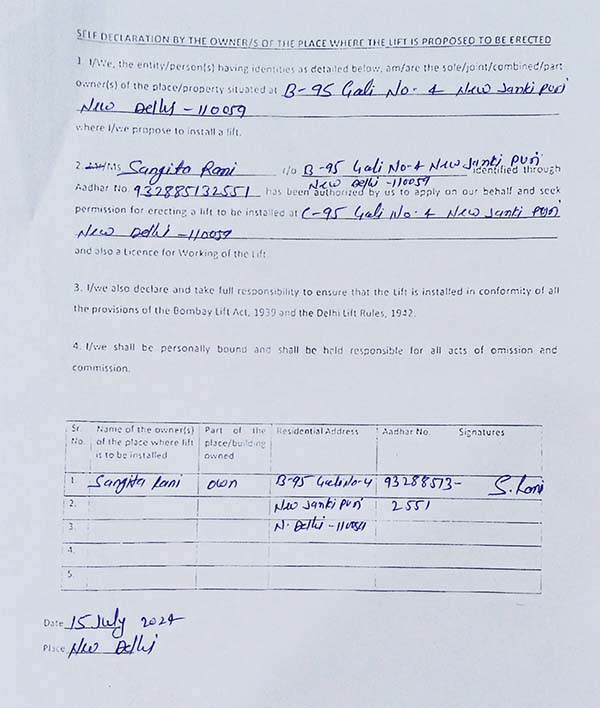 SELF DECLARATION BY THE OWNER/S OF THE PLACE WHERE THE LIFT IS PROPOSED TO BE ERECTED
1. I/We, the entity/person(s) having identities as detailed below, am/are the sole/joint/combined/part
owner(s) of the place/property situated at B-95 Gali No-4 New Janki puri
New Delhi - 110059
where I/we propose to install a lift.
2. Ms Sangita Rani r/o B-95 Gali No-4 New Janki Puri identified through
New Delhi - 110059
Aadhar No. 932885132551 has been authorized by us to apply on our behalf and seek
permission for erecting a lift to be installed at C-95 Gali No-4 New Janki puri
New Delhi - 110059
and also a Licence for Working of the Lift.
3. I/we also declare and take full responsibility to ensure that the Lift is installed in conformity of all
the provisions of the Bombay Lift Act, 1939 and the Delhi Lift Rules, 1942.
4. I/we shall be personally bound and shall be held responsible for all acts of omission and
commission.
Sr. Name of the owner(s) Part of the Residential Address Aadhar No. Signatures
No. of the place where lift place/building
is to be installed owned
1 Sangita Rani own B-95 Gali No-4 93288513- S. Rani
2. New Janki Puri 2551
3. N. Delhi - 110059
4.
5.
Date 15 July 2024
Place New Delhi